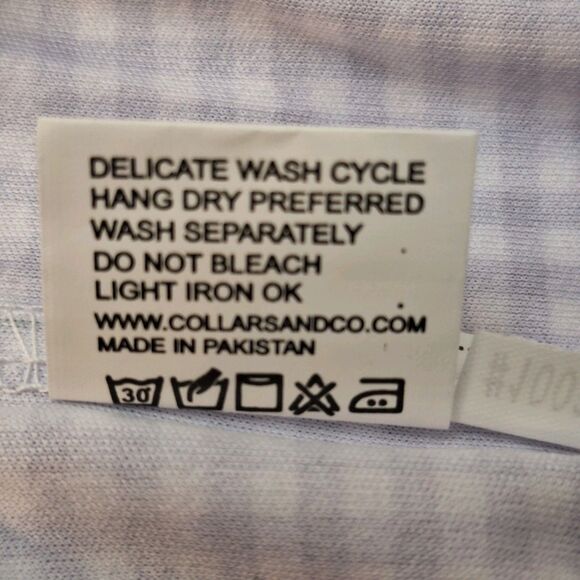 DELICATE WASH CYCLE
HANG DRY PREFERRED
WASH SEPARATELY
DO NOT BLEACH
LIGHT IRON OK
WWW.COLLARSANDCO.COM
MADE IN PAKISTAN
30